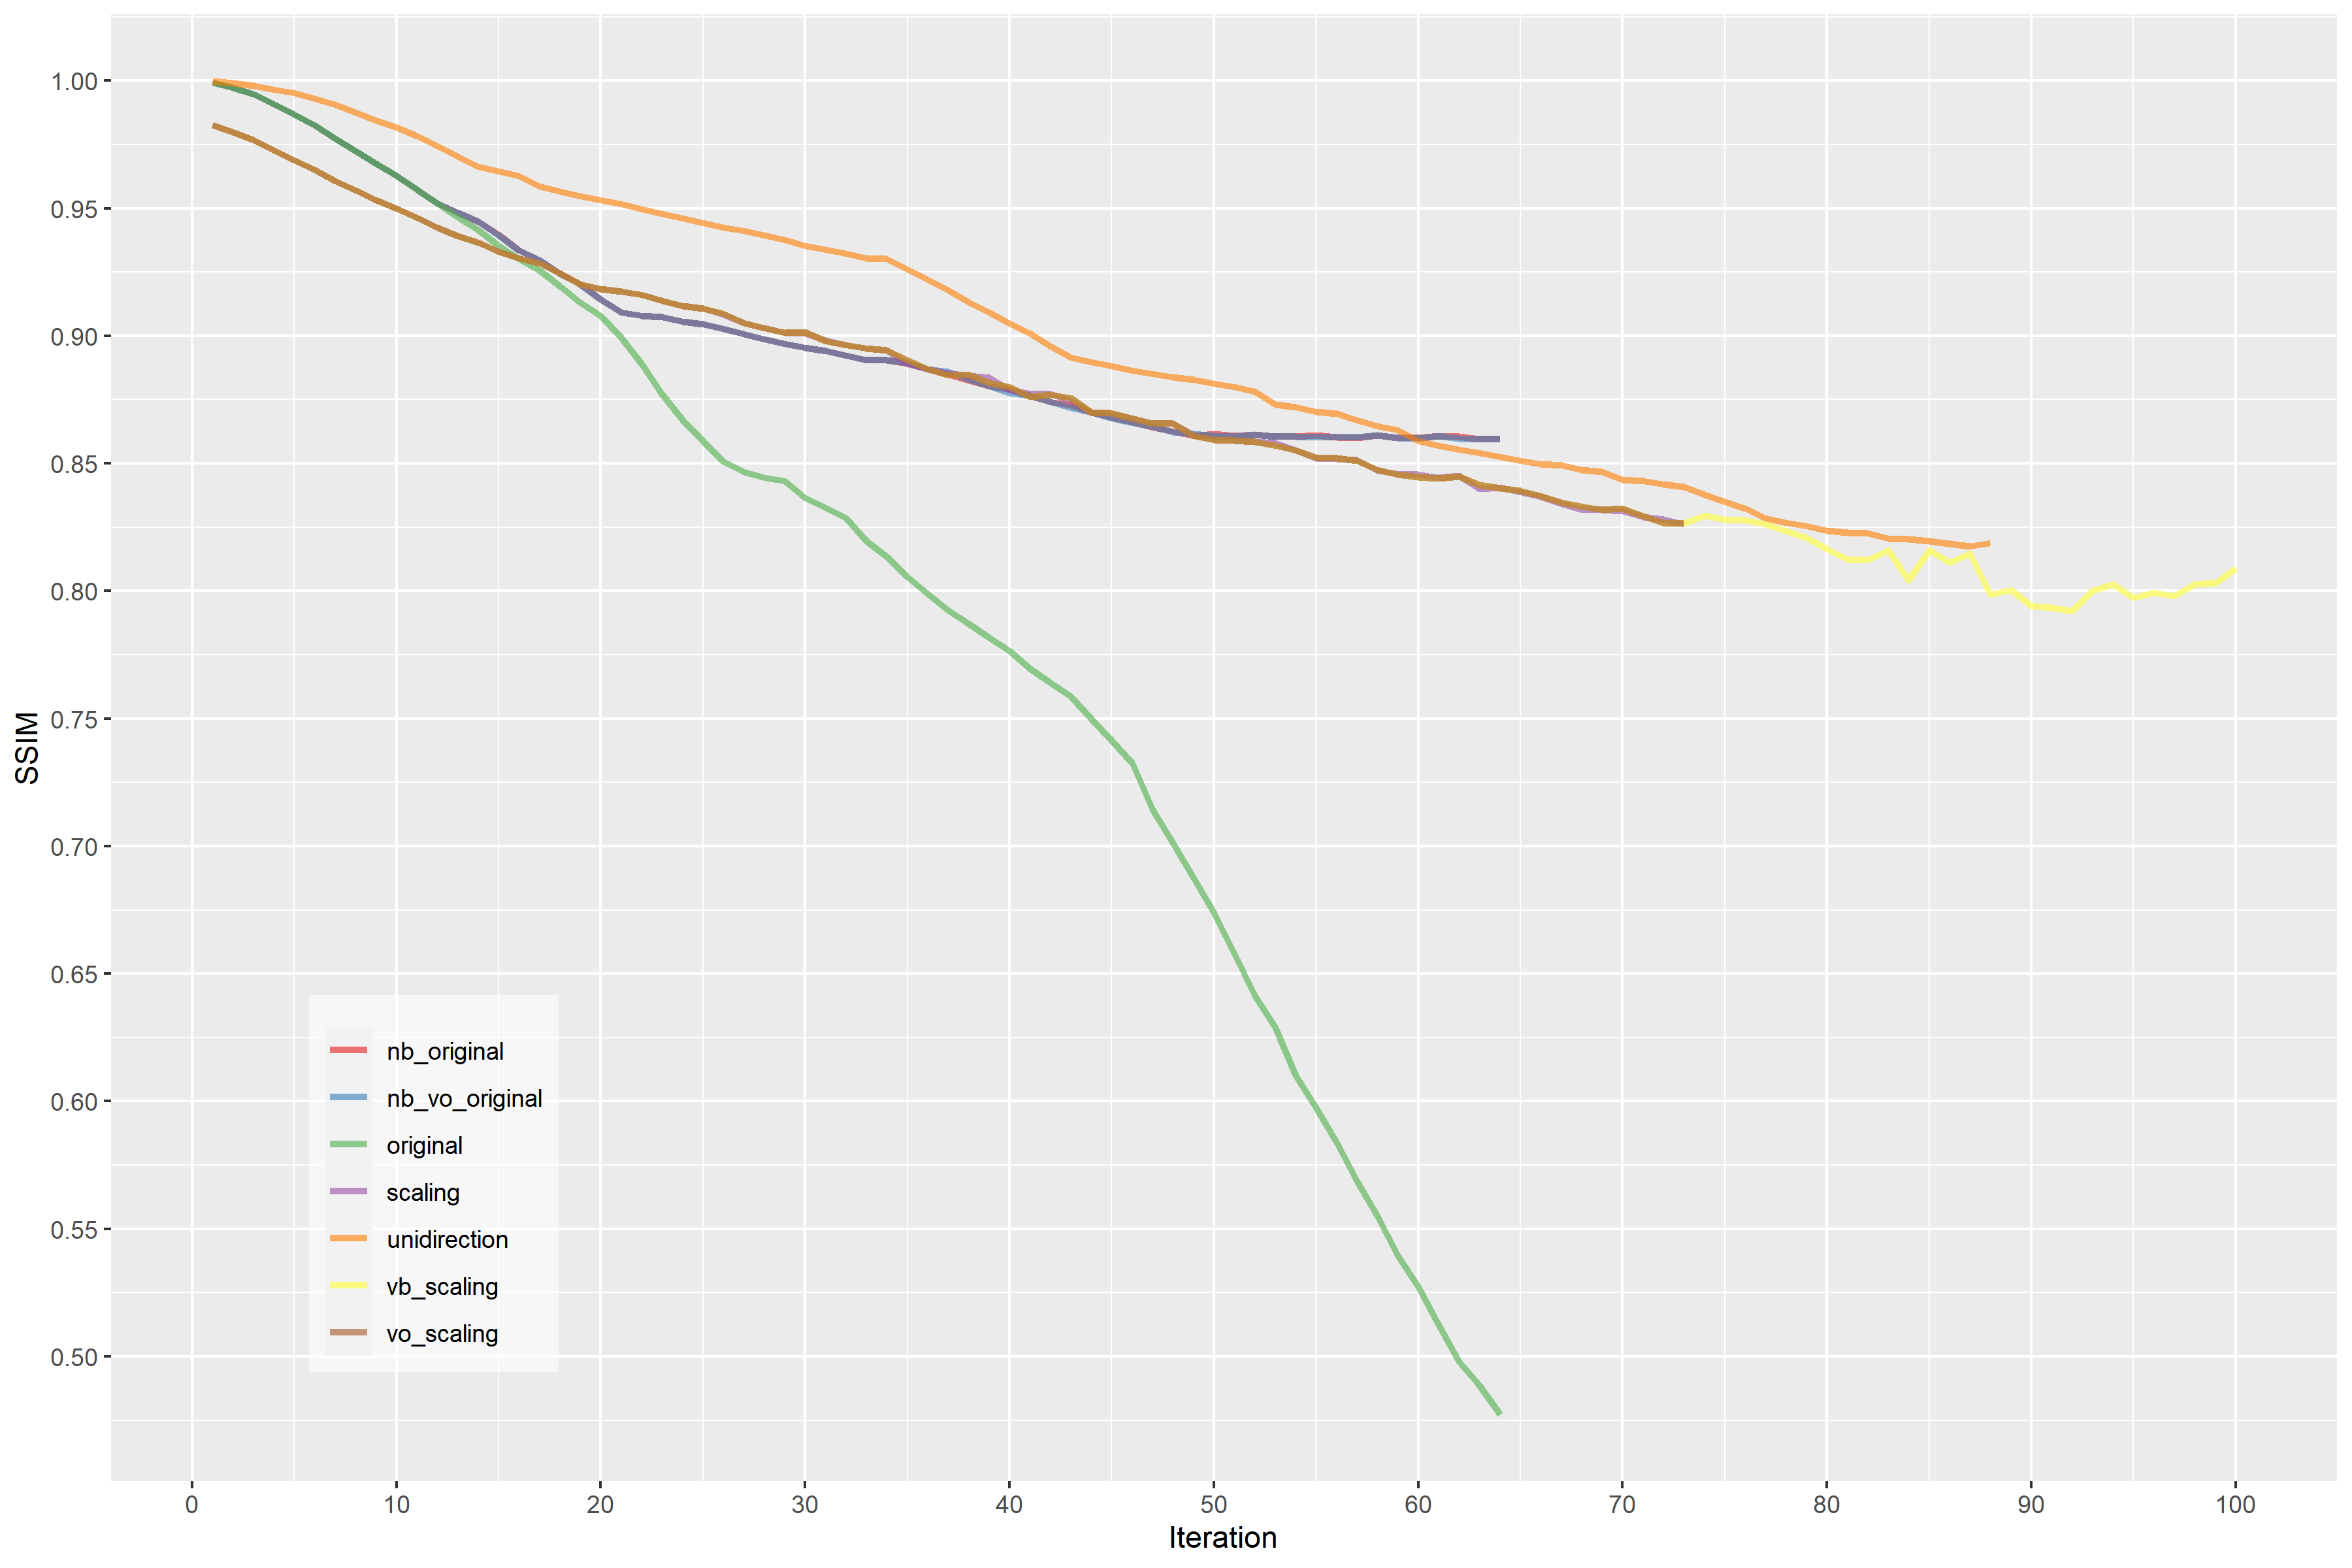 1.00
0.95
0.90
0.85
0.80
0.75
0.70
0.65
0.60
0.55
0.50
SSIM
nb_original
nb_vo_original
original
scaling
unidirection
vb_scaling
vo_scaling
0 10 20 30 40 50 60 70 80 90 100
Iteration